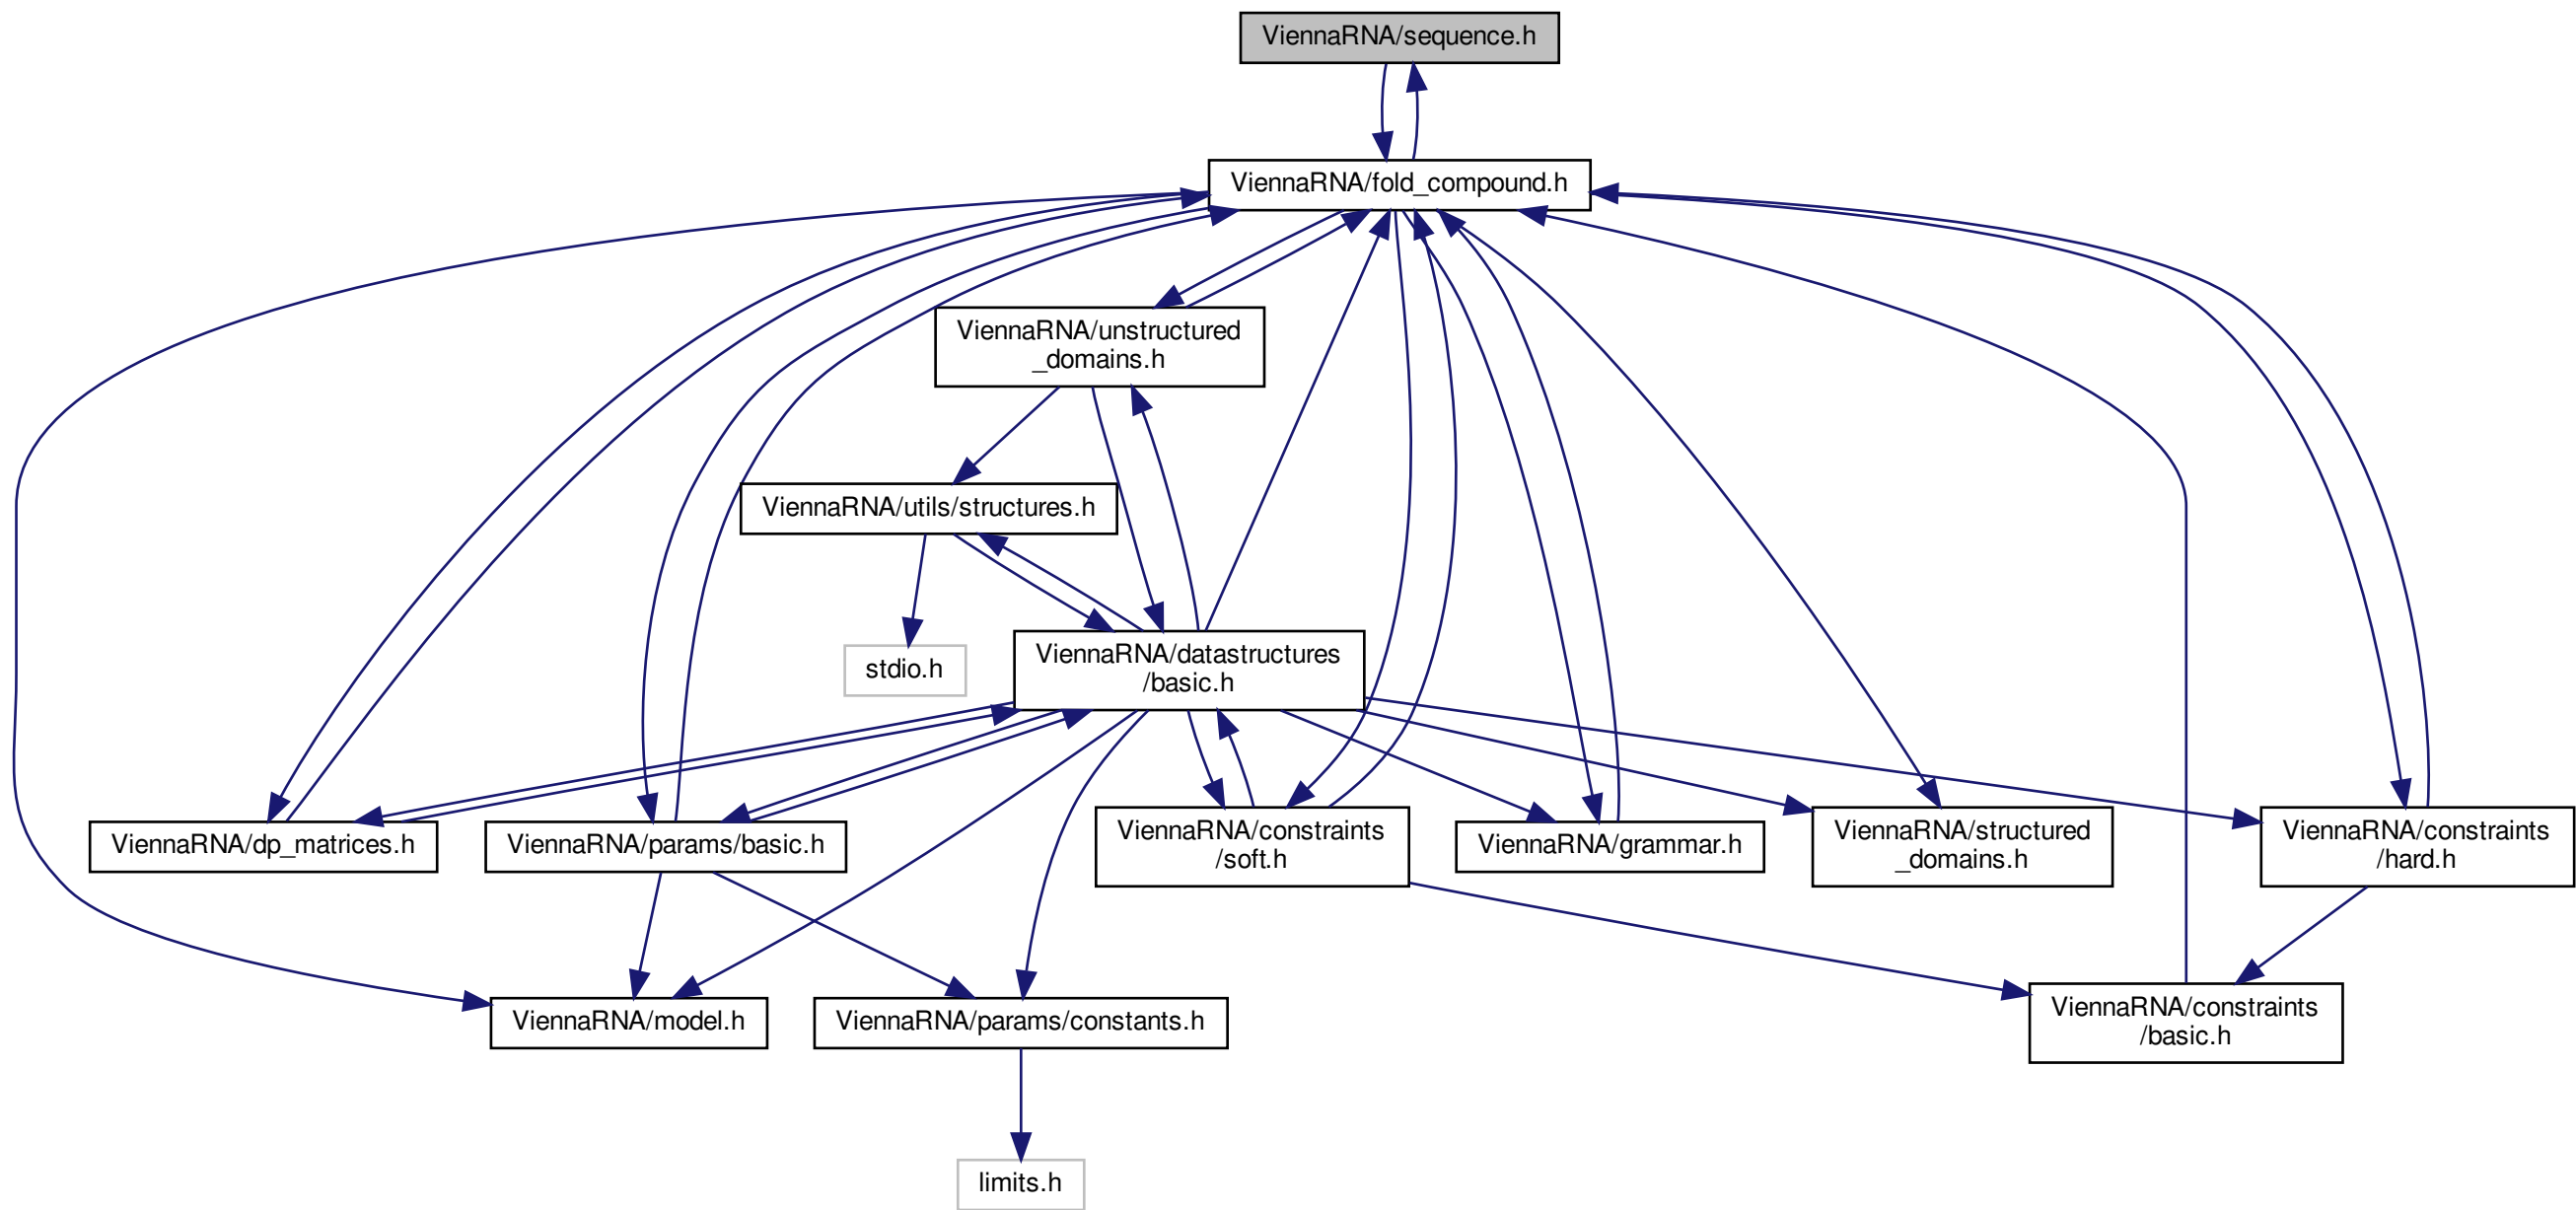 ViennaRNA/sequence.h
ViennaRNA/fold_compound.h
ViennaRNA/unstructured
_domains.h
ViennaRNA/utils/structures.h
stdio.h
ViennaRNA/datastructures
/basic.h
ViennaRNA/dp_matrices.h
ViennaRNA/params/basic.h
ViennaRNA/constraints
/soft.h
ViennaRNA/grammar.h
ViennaRNA/structured
_domains.h
ViennaRNA/constraints
/hard.h
ViennaRNA/model.h
ViennaRNA/params/constants.h
ViennaRNA/constraints
/basic.h
limits.h